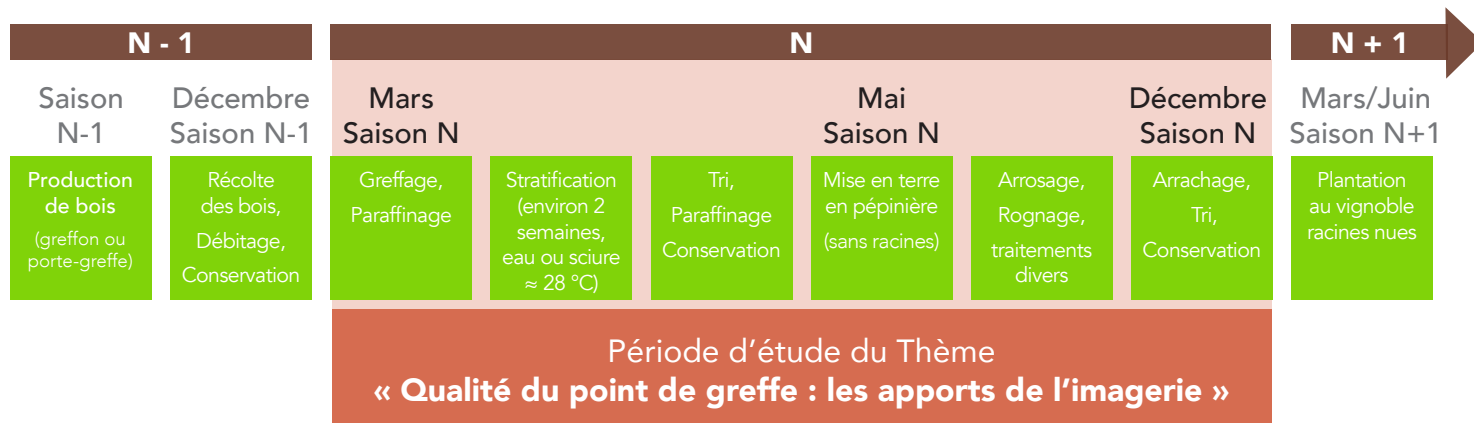 N - 1
N
N + 1
Saison
N-1
Décembre
Saison N-1
Mars
Saison N
Mai
Saison N
Décembre
Saison N
Mars/Juin
Saison N+1
Production
de bois
(greffon ou
porte-greffe)
Récolte
des bois,
Débitage,
Conservation
Greffage,
Paraffinage
Stratification
(environ 2
semaines,
eau ou sciure
≈ 28 °C)
Tri,
Paraffinage
Conservation
Mise en terre
en pépinière
(sans racines)
Arrosage,
Rognage,
traitements
divers
Arrachage,
Tri,
Conservation
Plantation
au vignoble
racines nues
Période d’étude du Thème
« Qualité du point de greffe : les apports de l’imagerie »